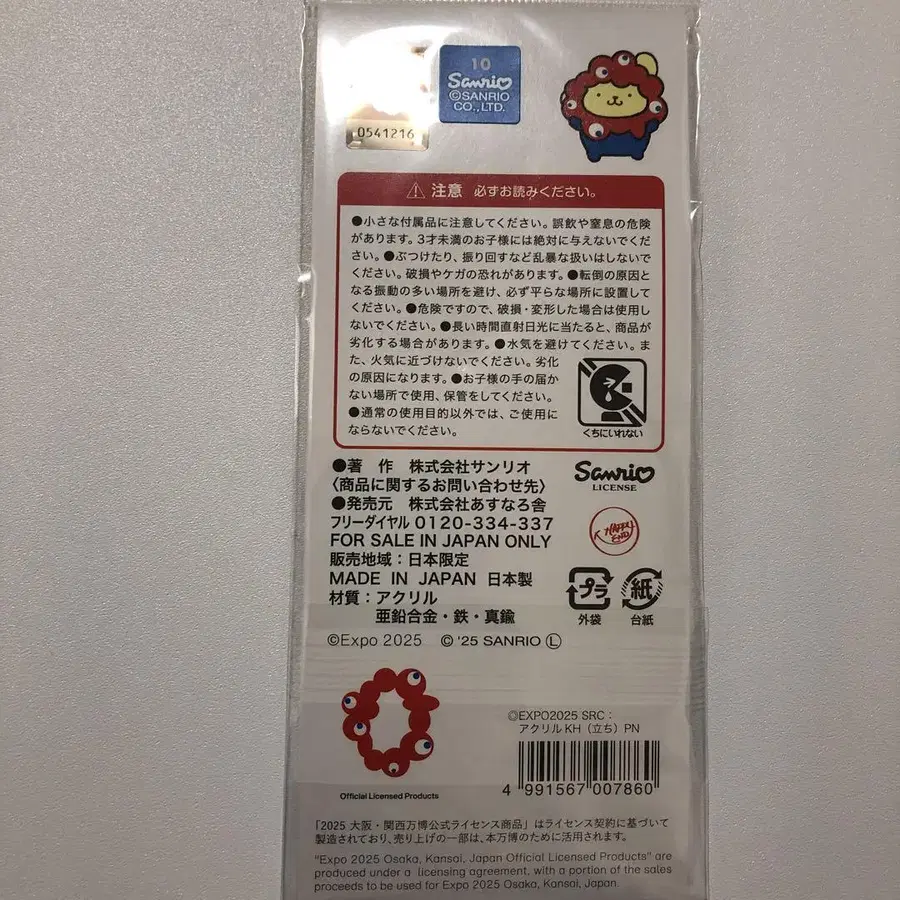 10
Sanrio
©SANRIO
CO.,LTD.
0541216
注意 必ずお読みください。
●小さな付属品に注意してください。誤飲や窒息の危険
があります。3才未満のお子様には絶対に与えないでくだ
さい。●ぶつけたり、振り回すなど乱暴な扱いはしないで
ください。破損やケガの恐れがあります。●転倒の原因と
なる振動の多い場所を避け、必ず平らな場所に設置して
ください。●危険ですので、破損・変形した場合は使用し
ないでください。●長い時間直射日光に当たると、商品が
劣化する場合があります。●水気を避けてください。ま
た、火気に近づけないでください。劣化
の原因になります。●お子様の手の届か
ない場所で使用、保管をしてください。
●通常の使用目的以外では、ご使用に
ならないでください。
くちにいれない
●著 作 株式会社サンリオ
〈商品に関するお問い合わせ先〉
●発売元 株式会社あすなろ舎
フリーダイヤル 0120-334-337
FOR SALE IN JAPAN ONLY
販売地域：日本限定
MADE IN JAPAN 日本製
材質：アクリル
亜鉛合金・鉄・真鍮
Sanrio
LICENSE
HAPPY
END
プラ
外袋
紙
台紙
©Expo 2025 ©'25 SANRIO Ⓛ
Official Licensed Products
◎EXPO2025 SRC：
アクリルKH（立ち）PN
4 991567 007860
「2025 大阪・関西万博公式ライセンス商品」はライセンス契約に基づいて
製造されており、売り上げの一部は、本万博のために活用されます。
"Expo 2025 Osaka, Kansai, Japan Official Licensed Products" are
produced under a licensing agreement, with a portion of the sales
proceeds to be used for Expo 2025 Osaka, Kansai, Japan.